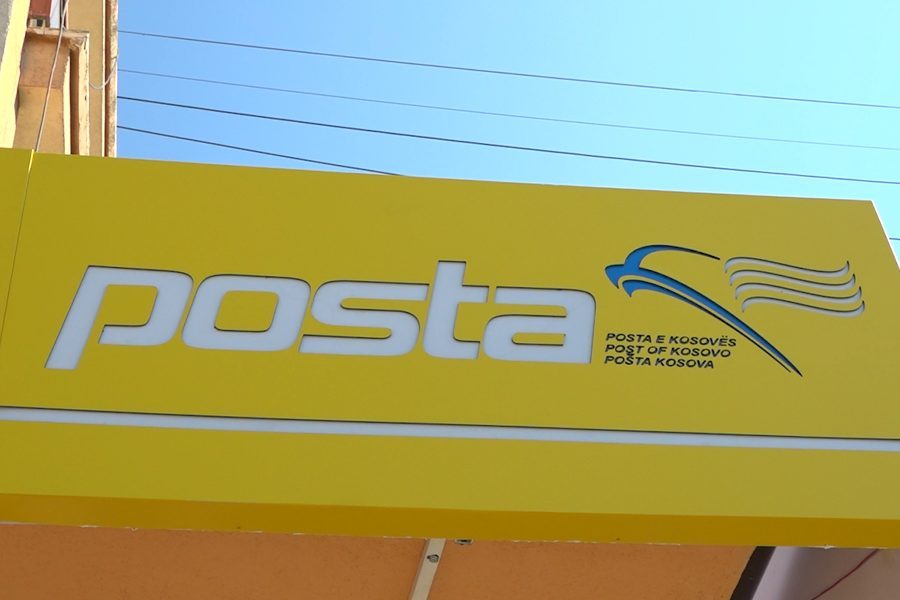 posta
POSTA E KOSOVËS
POST OF KOSOVO
POŠTA KOSOVA